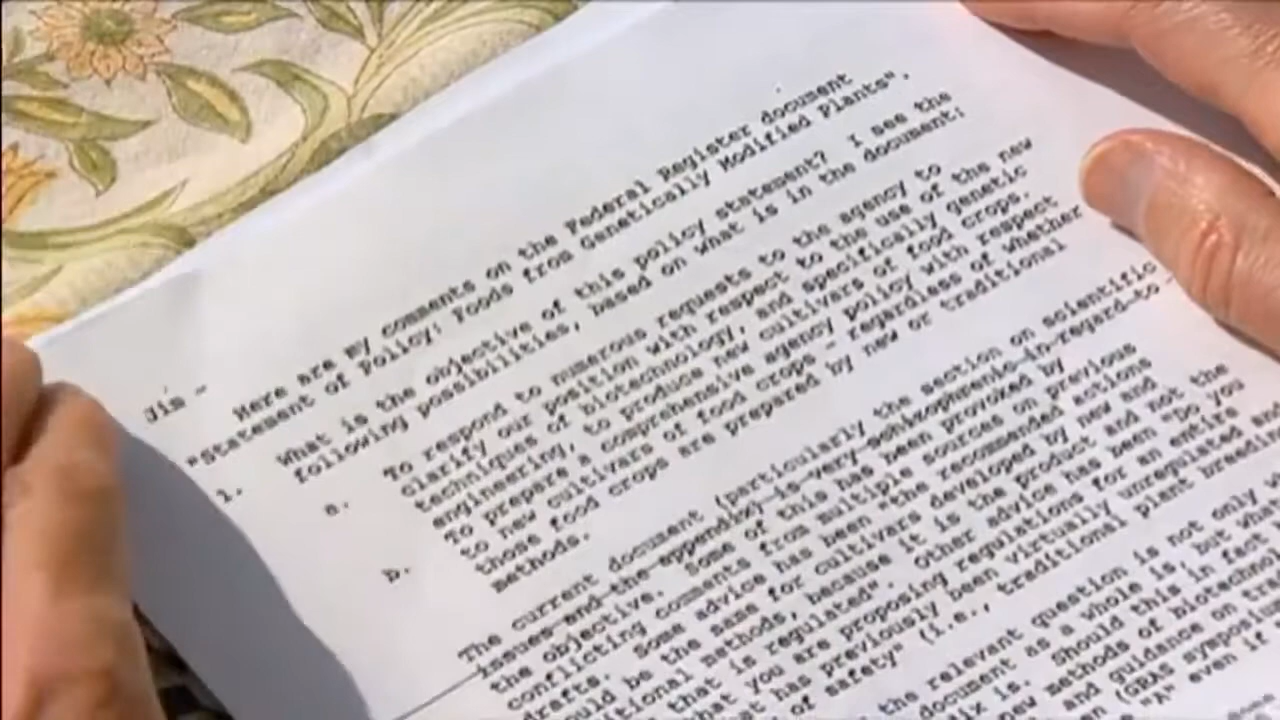 Jim -
Here are my comments on the Federal Register document
"Statement of Policy: Foods from Genetically Modified Plants".
1. What is the objective of this policy statement? I see the
following possibilities, based on what is in the document:
a. To respond to numerous requests to the agency to
clarify our position with respect to the use of the new
techniques of biotechnology, and specifically genetic
engineering, to produce new cultivars of food crops.
b. To prepare a comprehensive agency policy with respect
to new cultivars of food crops - regardless of whether
those food crops are prepared by new or traditional
methods.
The current document (particularly the section on scientific
issues and the appendix) is very schizophrenic in regard to
the objective. Some of this has been provoked by
conflicting comments from multiple sources on previous
drafts. Some advice has been "the recommended actions
should be the same for cultivars developed by new and
traditional methods, because it is the product and not the
that is regulated". Other advice has been "Do you
that you are proposing regulations for an entire
that has previously been virtually unregulated and
of safety" (i.e., traditional plant breeding
the relevant question is not only
document as a whole is, but what
is. Should this in fact
new methods of
and guidance on
(GRAS
"A" even if